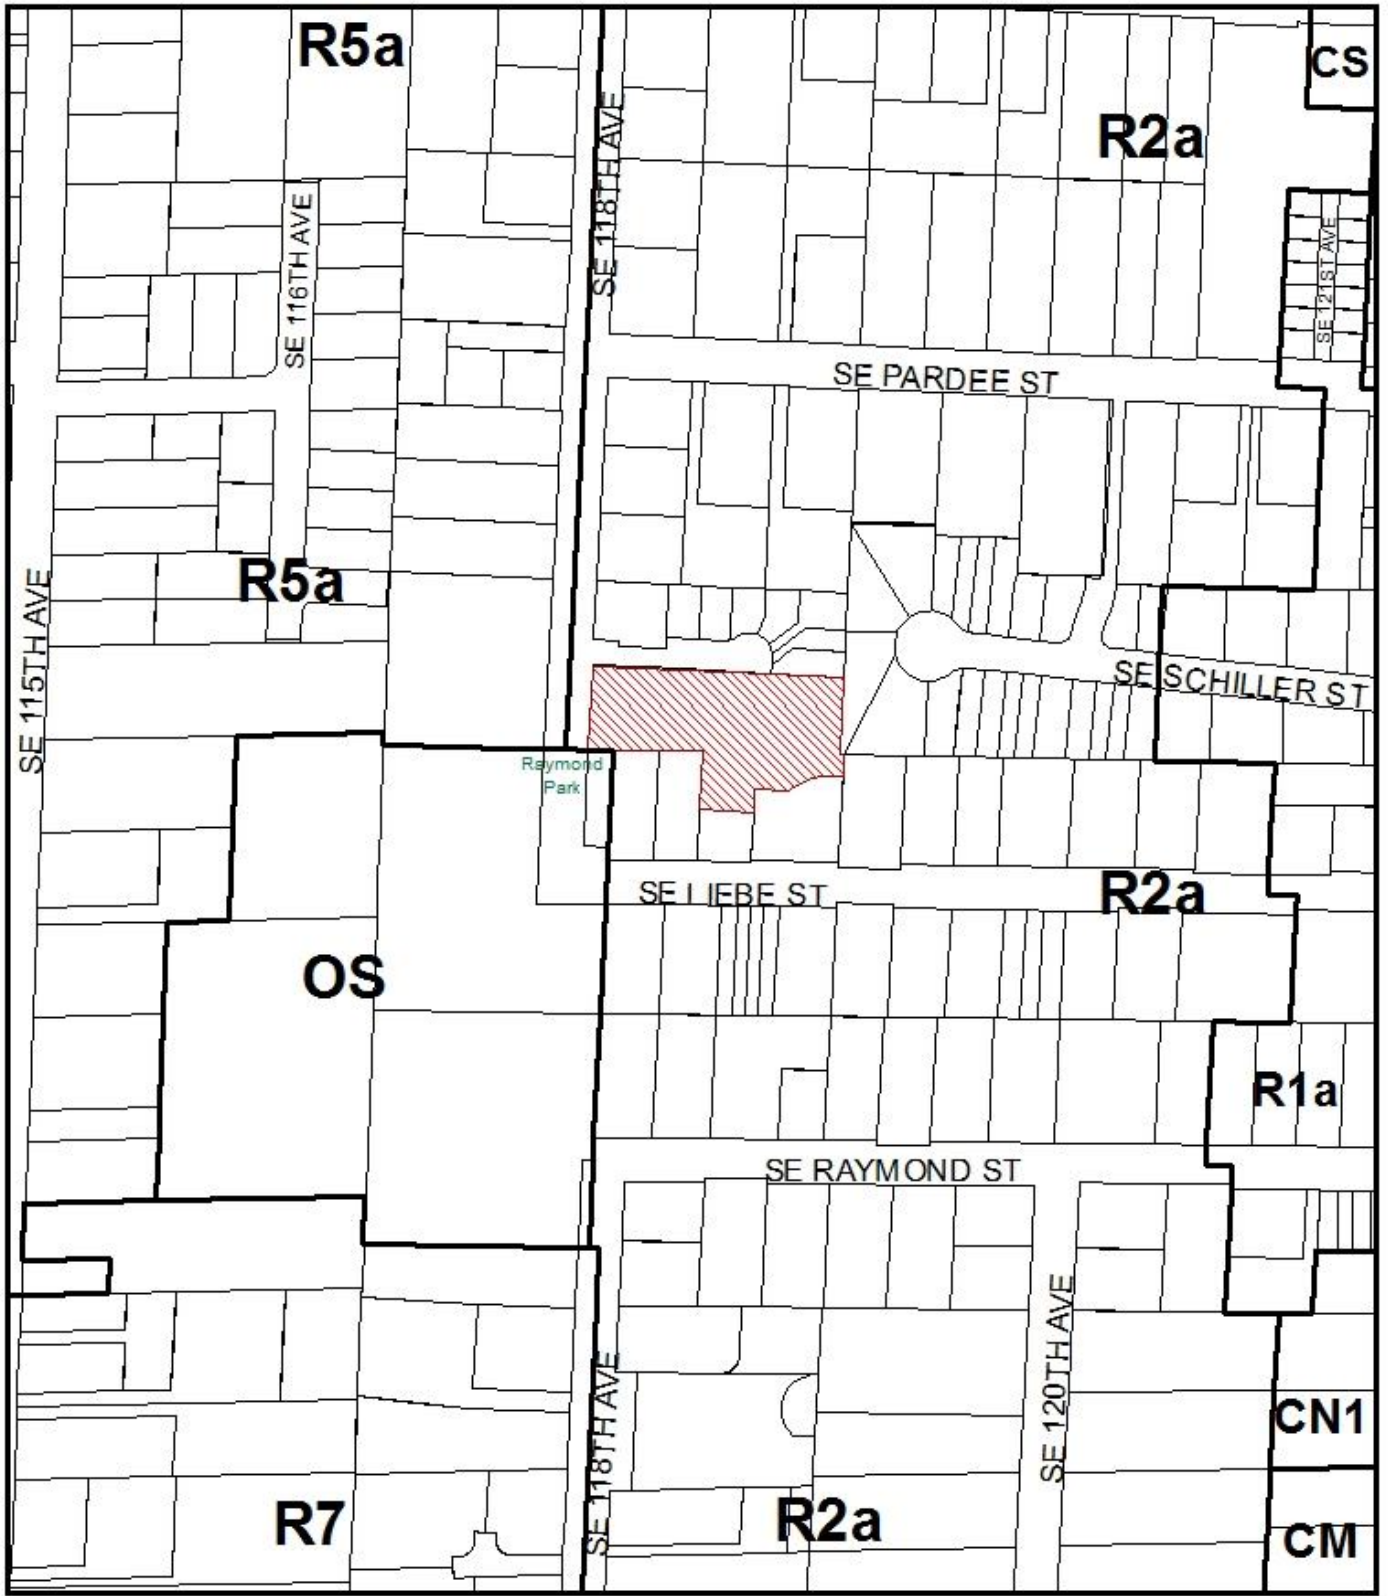 R5a
CS
SE 118TH AVE
R2a
SE 116TH AVE
SE 121ST AVE
SE PARDEE ST
R5a
SE 115TH AVE
SE SCHILLER ST
Raymond
Park
SE LIEBE ST
R2a
OS
R1a
SE RAYMOND ST
SE 120TH AVE
SE 118TH AVE
CN1
R7
R2a
CM